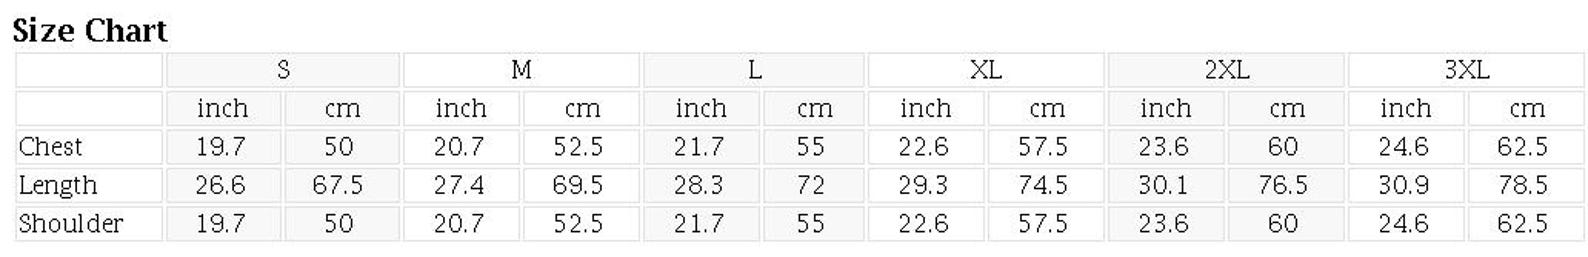 Size Chart
S M L XL 2XL 3XL
inch cm inch cm inch cm inch cm inch cm inch cm
Chest 19.7 50 20.7 52.5 21.7 55 22.6 57.5 23.6 60 24.6 62.5
Length 26.6 67.5 27.4 69.5 28.3 72 29.3 74.5 30.1 76.5 30.9 78.5
Shoulder 19.7 50 20.7 52.5 21.7 55 22.6 57.5 23.6 60 24.6 62.5